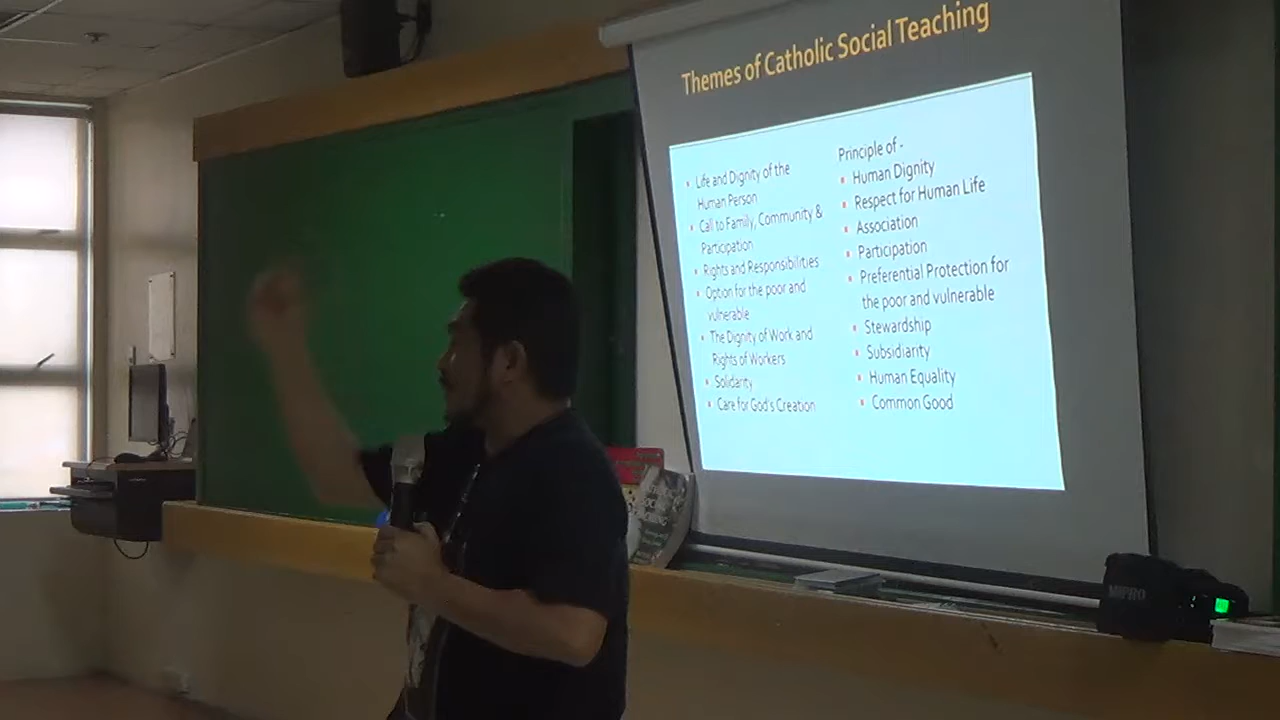 Themes of Catholic Social Teaching
Life and Dignity of the
Human Person
Call to Family, Community &
Participation
Rights and Responsibilities
Option for the poor and
vulnerable
The Dignity of Work and
Rights of Workers
Solidarity
Care for God's Creation
Principle of -
Human Dignity
Respect for Human Life
Association
Participation
Preferential Protection for
the poor and vulnerable
Stewardship
Subsidiarity
Human Equality
Common Good
MIPRO